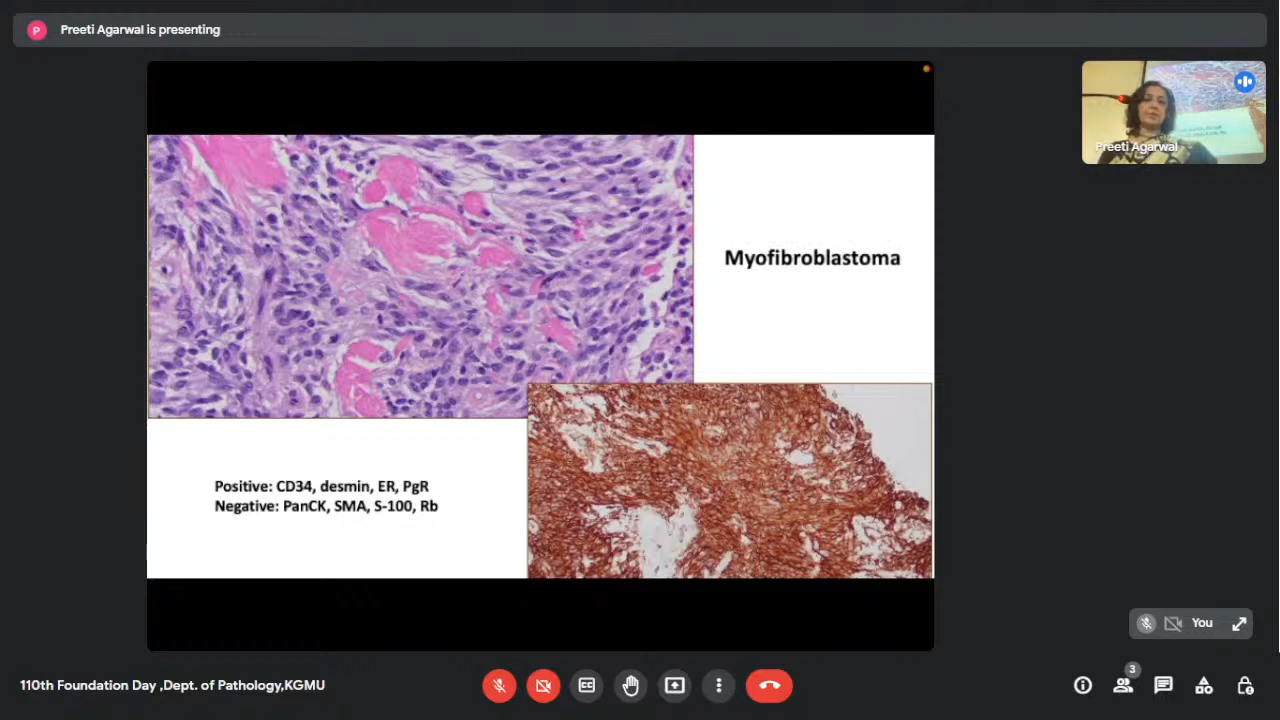 P
Preeti Agarwal is presenting
Preeti Agarwal
Myofibroblastoma
Positive: CD34, desmin, ER, PgR
Negative: PanCK, SMA, S-100, Rb
You
110th Foundation Day ,Dept. of Pathology,KGMU
3